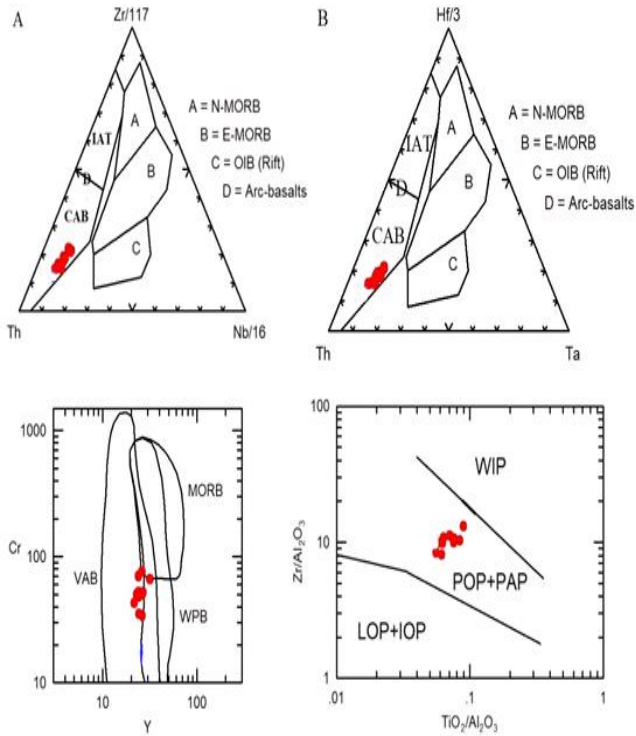 A
Zr/117
IAT
D
CAB
A
B
C
Th
Nb/16
A = N-MORB
B = E-MORB
C = OIB (Rift)
D = Arc-basalts
B
Hf/3
IAT
D
CAB
A
B
C
Th
Ta
A = N-MORB
B = E-MORB
C = OIB (Rift)
D = Arc-basalts
1000
100
10
Cr
VAB
MORB
WPB
10
100
Y
100
10
1
Zr/Al₂O₃
WIP
POP+PAP
LOP+IOP
.01
.1
1
TiO₂/Al₂O₃